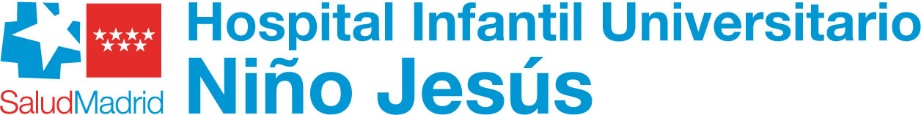 Hospital Infantil Universitario
Niño Jesús
SaludMadrid